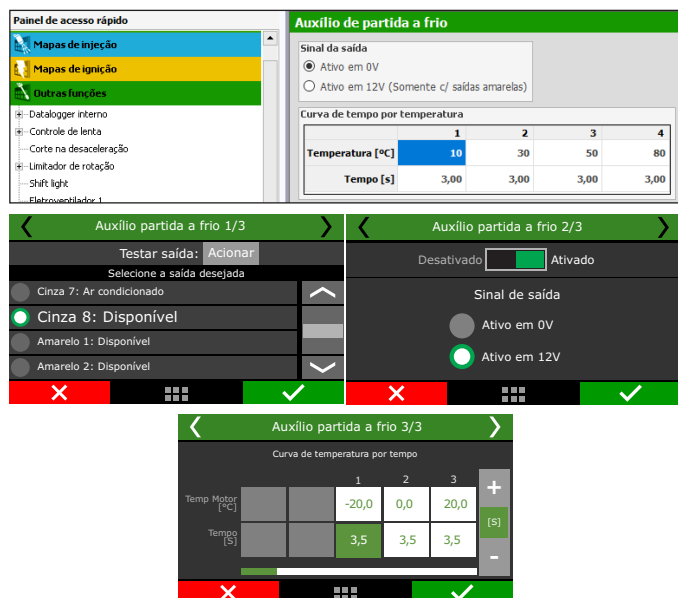 Painel de acesso rápido
Mapas de injeção
Mapas de ignição
Outras funções
Datalogger interno
Controle de lenta
Corte na desaceleração
Limitador de rotação
Shift light
Eletroventilador 1
Auxílio de partida a frio
Sinal da saída
Ativo em 0V
Ativo em 12V (Somente c/ saídas amarelas)
Curva de tempo por temperatura
1 2 3 4
Temperatura [ºC] 10 30 50 80
Tempo [s] 3,00 3,00 3,00 3,00
Auxílio partida a frio 1/3
Testar saída: Acionar
Selecione a saída desejada
Cinza 7: Ar condicionado
Cinza 8: Disponível
Amarelo 1: Disponível
Amarelo 2: Disponível
Auxílio partida a frio 2/3
Desativado Ativado
Sinal de saída
Ativo em 0V
Ativo em 12V
Auxílio partida a frio 3/3
Curva de temperatura por tempo
1 2 3
Temp Motor
[ºC]
-20,0 0,0 20,0
Tempo
[S]
3,5 3,5 3,5
+
[S]
-